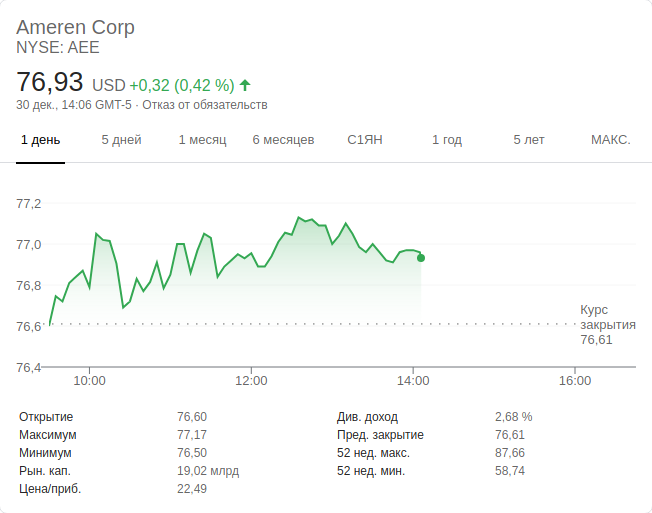 Ameren Corp
NYSE: AEE
76,93 USD +0,32 (0,42 %)
30 дек., 14:06 GMT-5 · Отказ от обязательств
1 день 5 дней 1 месяц 6 месяцев С1ЯН 1 год 5 лет МАКС.
77,2
77,0
76,8
76,6
76,4
Курс
закрытия
76,61
10:00 12:00 14:00 16:00
Открытие 76,60 Див. доход 2,68 %
Максимум 77,17 Пред. закрытие 76,61
Минимум 76,50 52 нед. макс. 87,66
Рын. кап. 19,02 млрд 52 нед. мин. 58,74
Цена/приб. 22,49